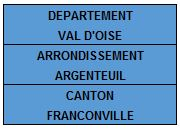 DEPARTEMENT
VAL D'OISE
ARRONDISSEMENT
ARGENTEUIL
CANTON
FRANCONVILLE